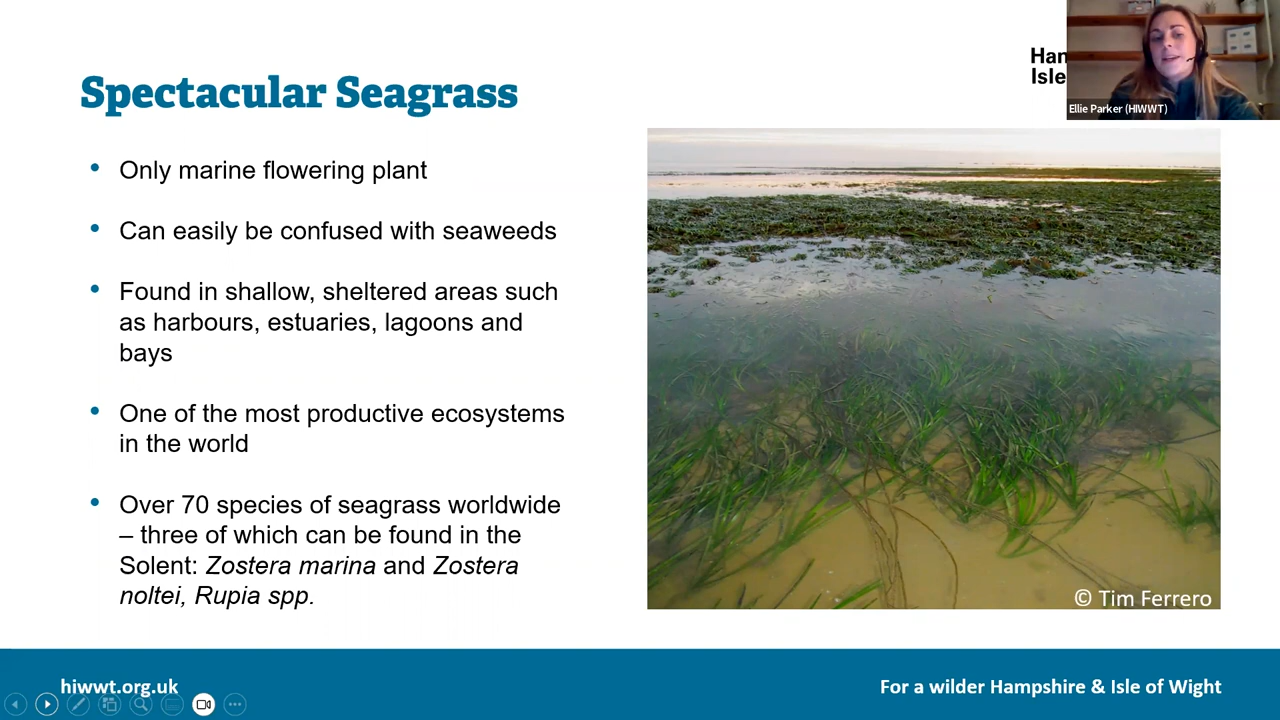 Spectacular Seagrass
Han
Isle
Ellie Parker (HIWWT)
• Only marine flowering plant
• Can easily be confused with seaweeds
• Found in shallow, sheltered areas such
as harbours, estuaries, lagoons and
bays
• One of the most productive ecosystems
in the world
• Over 70 species of seagrass worldwide
– three of which can be found in the
Solent: Zostera marina and Zostera
noltei, Rupia spp.
© Tim Ferrero
hiwwt.org.uk
For a wilder Hampshire & Isle of Wight